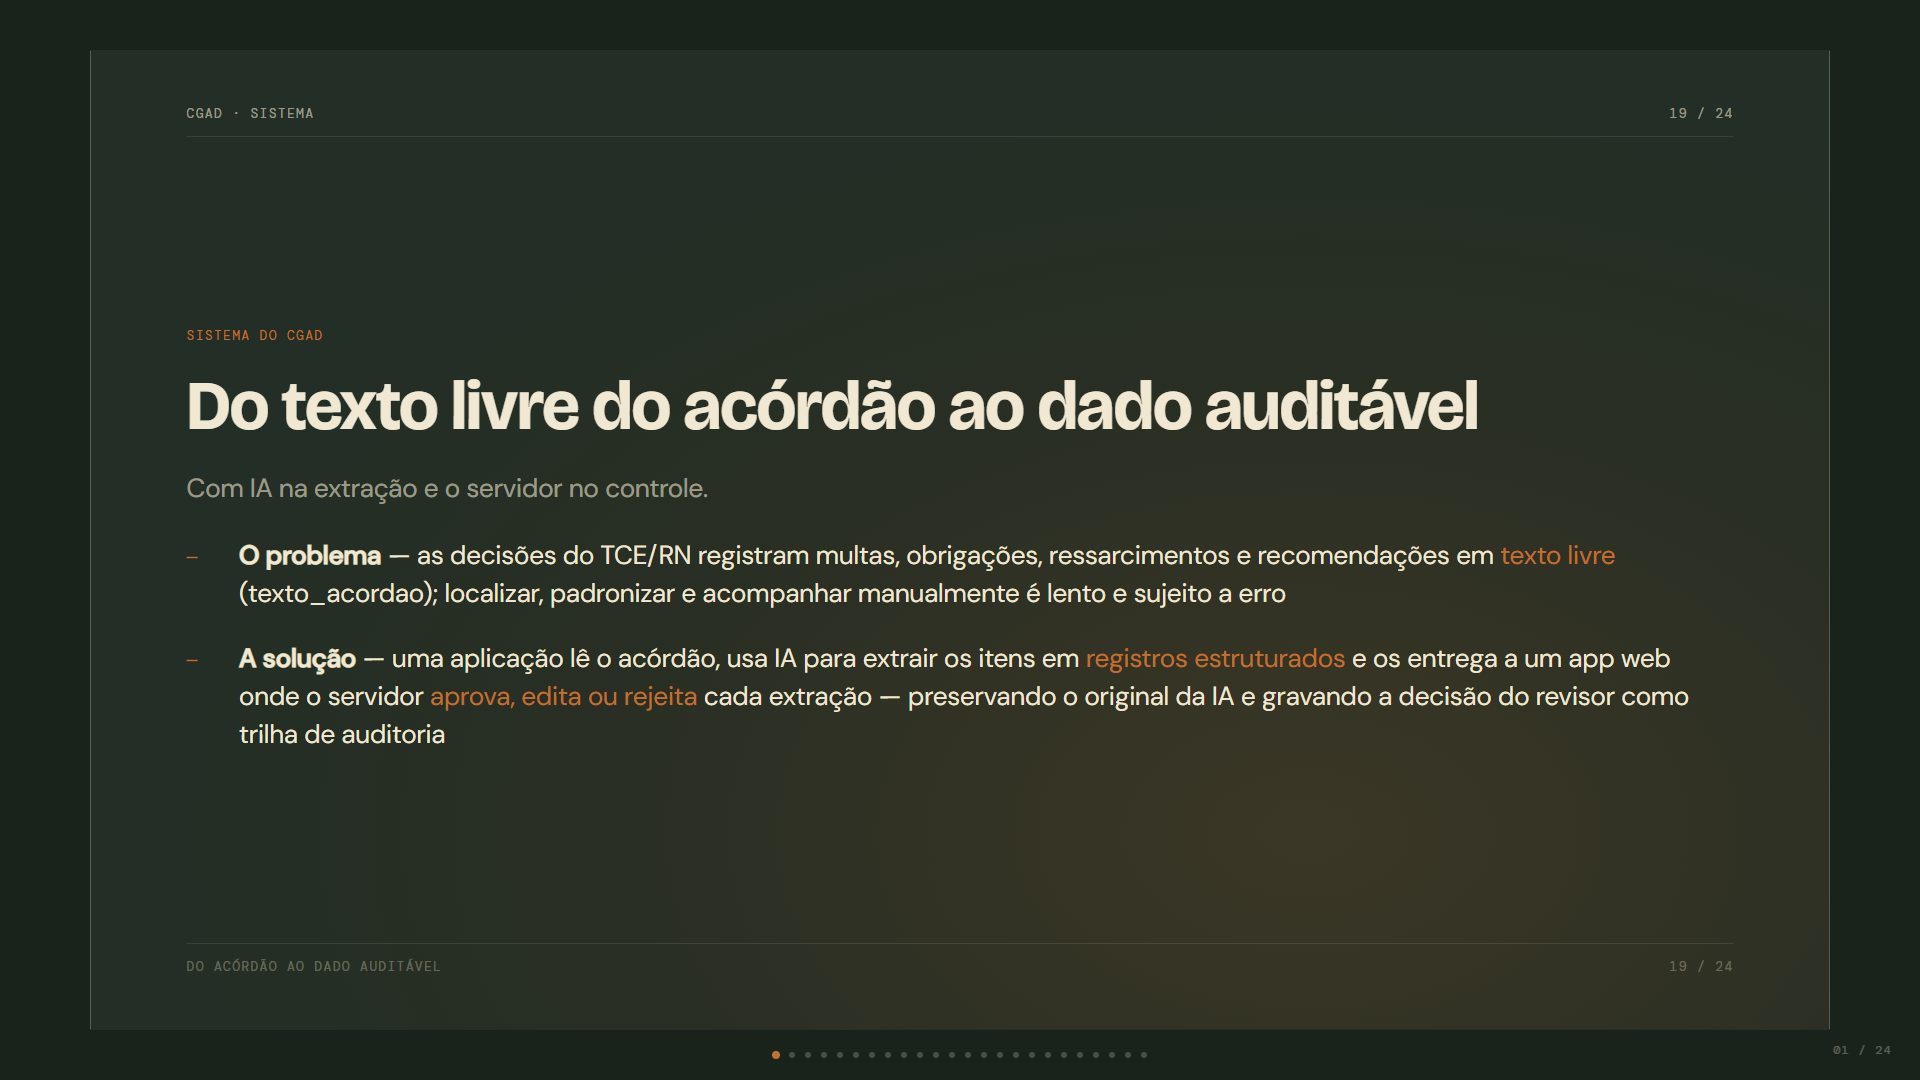 CGAD · SISTEMA
19 / 24
SISTEMA DO CGAD
Do texto livre do acórdão ao dado auditável
Com IA na extração e o servidor no controle.
– O problema — as decisões do TCE/RN registram multas, obrigações, ressarcimentos e recomendações em texto livre
(texto_acordao); localizar, padronizar e acompanhar manualmente é lento e sujeito a erro
– A solução — uma aplicação lê o acórdão, usa IA para extrair os itens em registros estruturados e os entrega a um app web
onde o servidor aprova, edita ou rejeita cada extração — preservando o original da IA e gravando a decisão do revisor como
trilha de auditoria
DO ACÓRDÃO AO DADO AUDITÁVEL
19 / 24
01 / 24